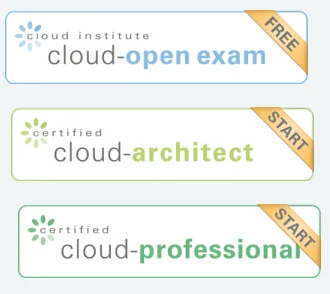 cloud institute
cloud-open exam
FREE
certified
cloud-architect
START
certified
cloud-professional
START